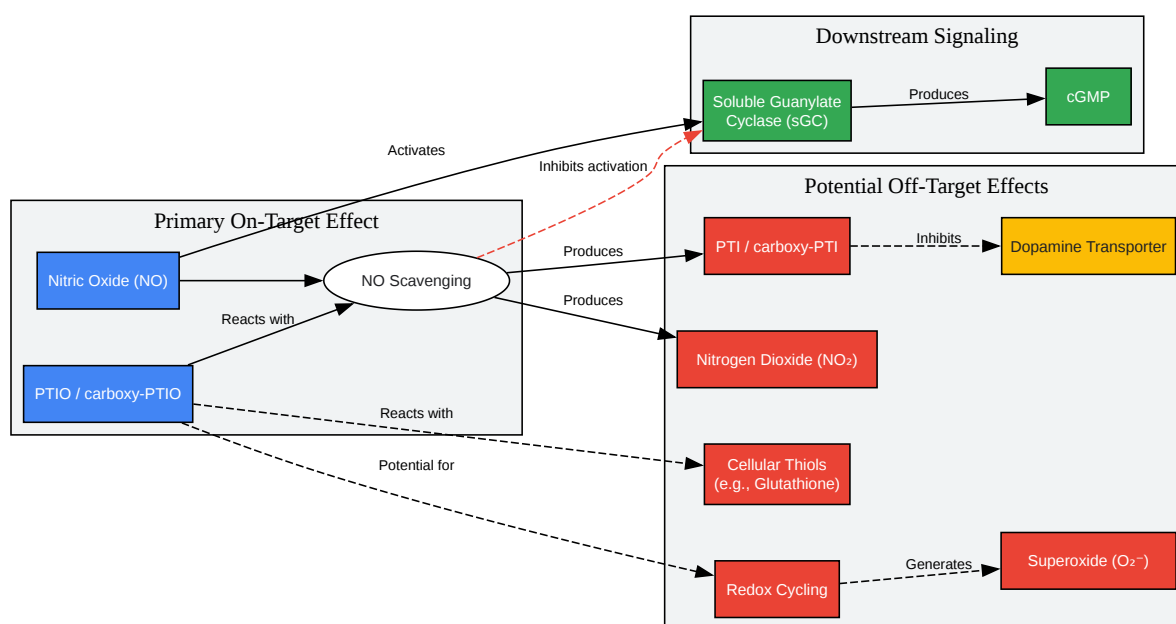 Downstream Signaling
Soluble Guanylate
Cyclase (sGC)
Produces
cGMP
Activates
Inhibits activation
Primary On-Target Effect
Nitric Oxide (NO)
NO Scavenging
Reacts with
PTIO / carboxy-PTIO
Potential Off-Target Effects
Produces
PTI / carboxy-PTI
Inhibits
Dopamine Transporter
Produces
Nitrogen Dioxide (NO₂)
Reacts with
Cellular Thiols
(e.g., Glutathione)
Potential for
Redox Cycling
Generates
Superoxide (O₂⁻)